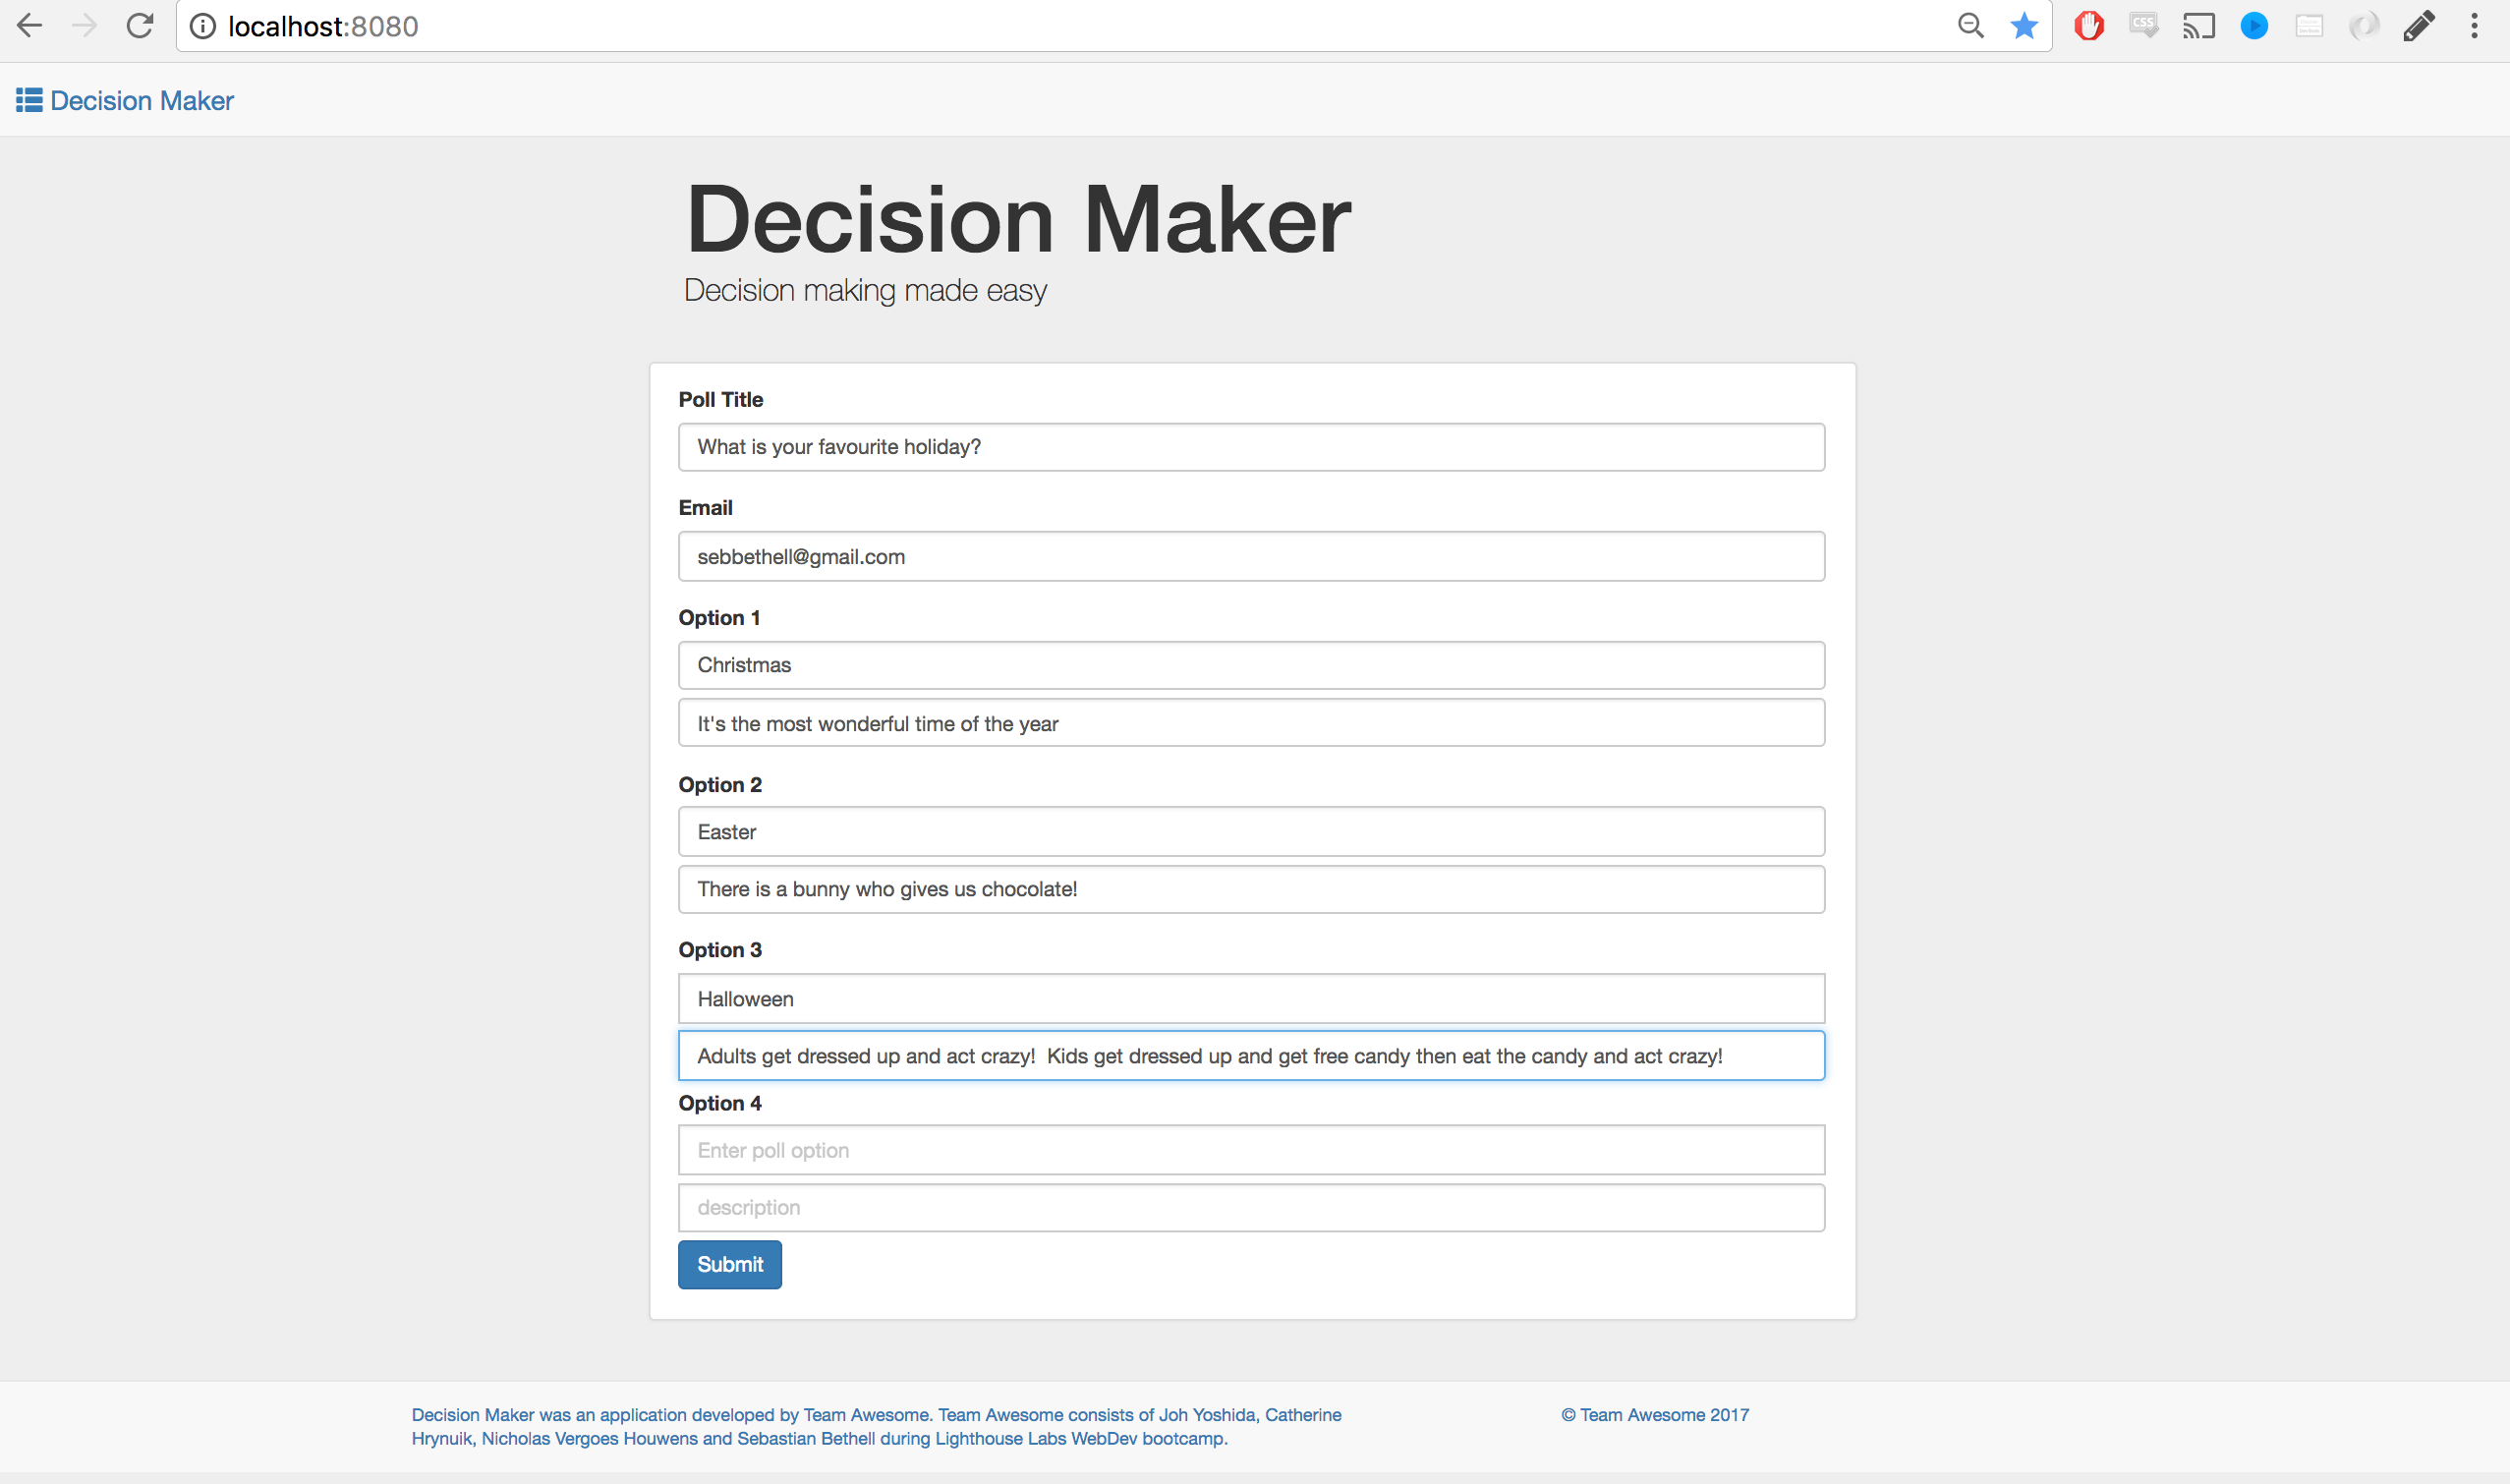 localhost:8080
CSS
Decision Maker
Decision Maker
Decision making made easy
Poll Title
What is your favourite holiday?
Email
sebbethell@gmail.com
Option 1
Christmas
It's the most wonderful time of the year
Option 2
Easter
There is a bunny who gives us chocolate!
Option 3
Halloween
Adults get dressed up and act crazy!  Kids get dressed up and get free candy then eat the candy and act crazy!
Option 4
Enter poll option
description
Submit
Decision Maker was an application developed by Team Awesome. Team Awesome consists of Joh Yoshida, Catherine
Hrynuik, Nicholas Vergoes Houwens and Sebastian Bethell during Lighthouse Labs WebDev bootcamp.
© Team Awesome 2017